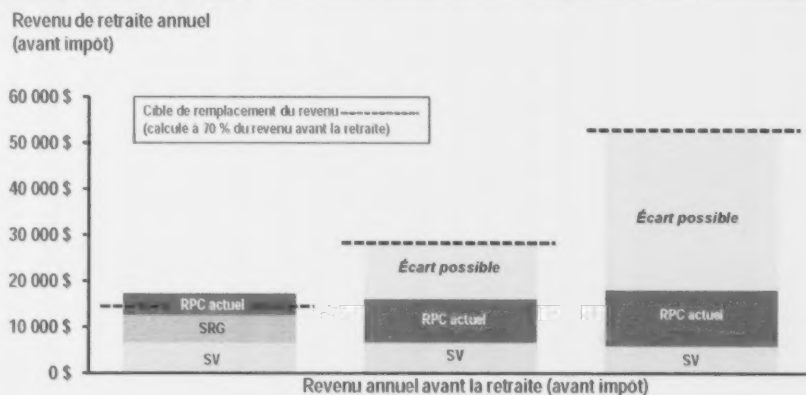 Revenu de retraite annuel
(avant impôt)
60 000 $
50 000 $
40 000 $
30 000 $
20 000 $
10 000 $
0 $
Cible de remplacement du revenu
(calculé à 70 % du revenu avant la retraite)
RPC actuel
SRG
SV
Écart possible
RPC actuel
SV
Écart possible
RPC actuel
SV
Revenu annuel avant la retraite (avant impôt)